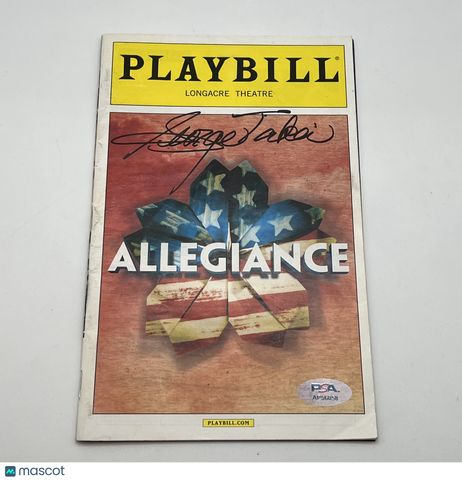 PLAYBILL®
LONGACRE THEATRE
George Takei
ALLEGIANCE
PSA
PLAYBILL.COM
mascot